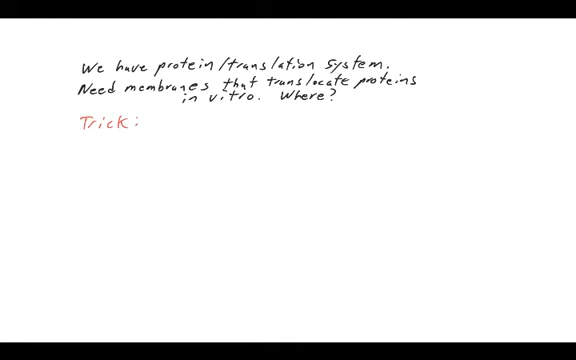 We have protein/translation system.
Need membranes that translocate proteins
in vitro. Where?
Trick: